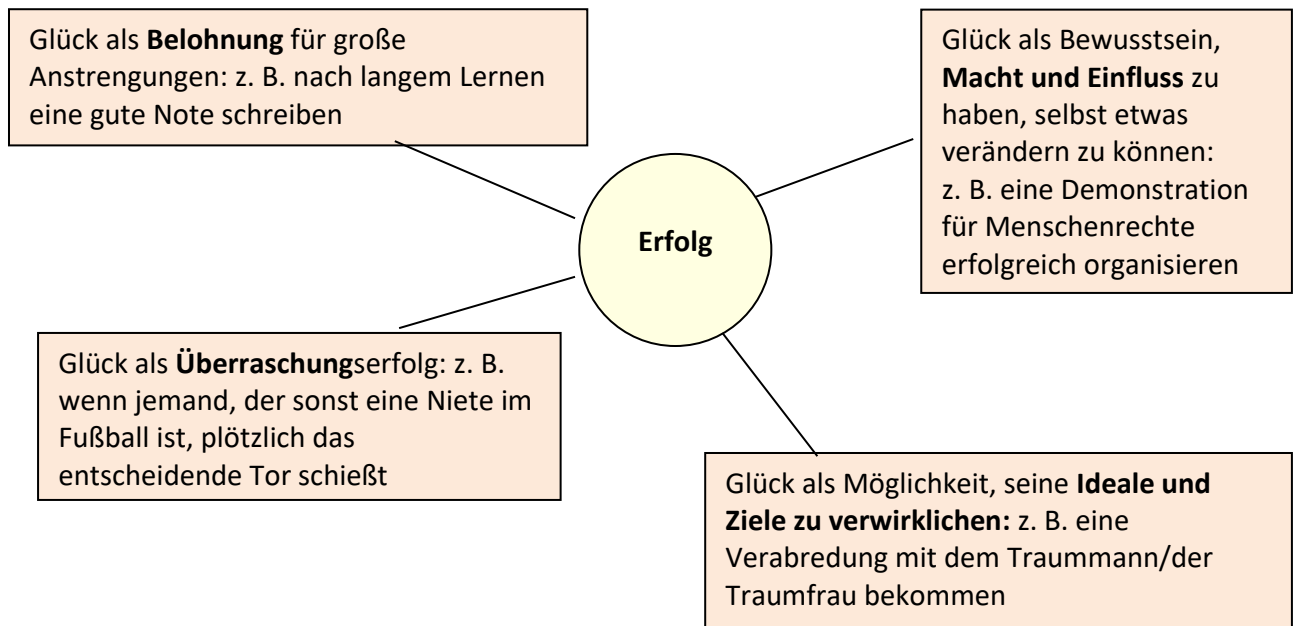 Glück als Belohnung für große
Anstrengungen: z. B. nach langem Lernen
eine gute Note schreiben
Glück als Bewusstsein,
Macht und Einfluss zu
haben, selbst etwas
verändern zu können:
z. B. eine Demonstration
für Menschenrechte
erfolgreich organisieren
Erfolg
Glück als Überraschungserfolg: z. B.
wenn jemand, der sonst eine Niete im
Fußball ist, plötzlich das
entscheidende Tor schießt
Glück als Möglichkeit, seine Ideale und
Ziele zu verwirklichen: z. B. eine
Verabredung mit dem Traummann/der
Traumfrau bekommen